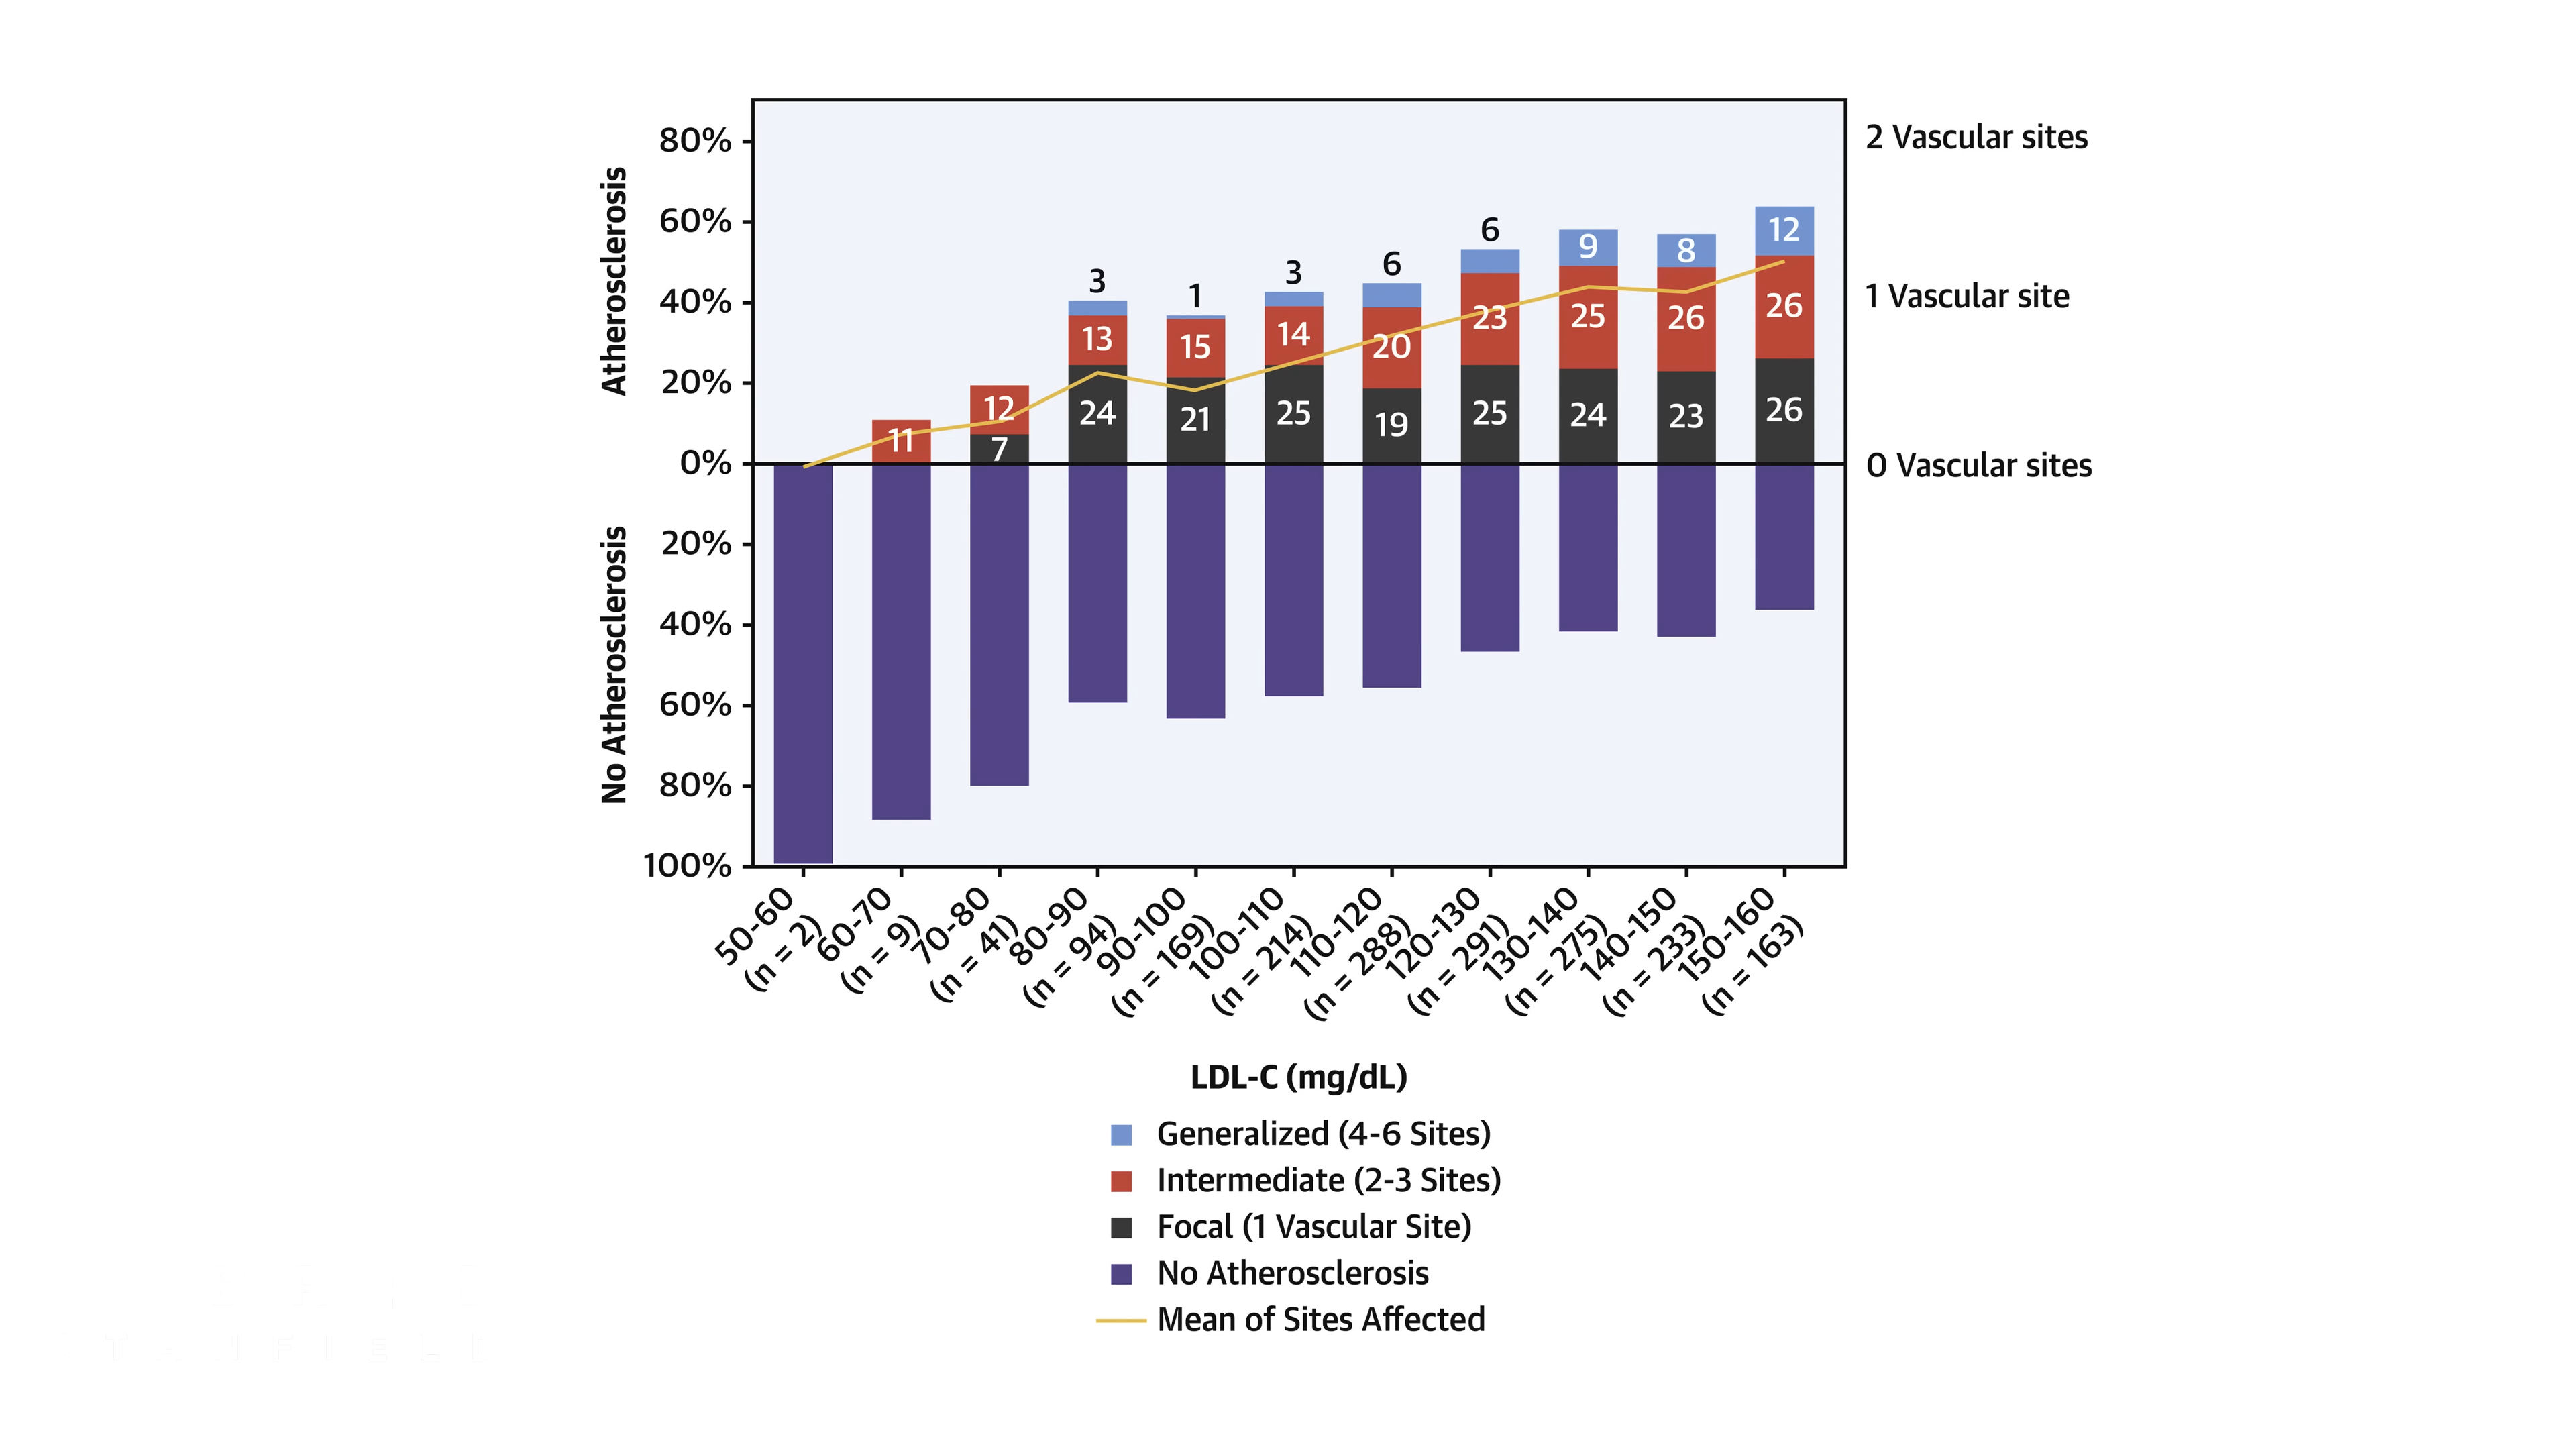 80%
60%
40%
20%
0%
20%
40%
60%
80%
100%
Atherosclerosis
No Atherosclerosis
2 Vascular sites
1 Vascular site
0 Vascular sites
11
12
7
3
13
24
1
15
21
3
14
25
6
20
19
6
23
25
9
25
24
8
26
23
12
26
26
50-60
(n = 2)
60-70
(n = 9)
70-80
(n = 41)
80-90
(n = 94)
90-100
(n = 169)
100-110
(n = 214)
110-120
(n = 288)
120-130
(n = 291)
130-140
(n = 275)
140-150
(n = 233)
150-160
(n = 163)
LDL-C (mg/dL)
Generalized (4-6 Sites)
Intermediate (2-3 Sites)
Focal (1 Vascular Site)
No Atherosclerosis
Mean of Sites Affected